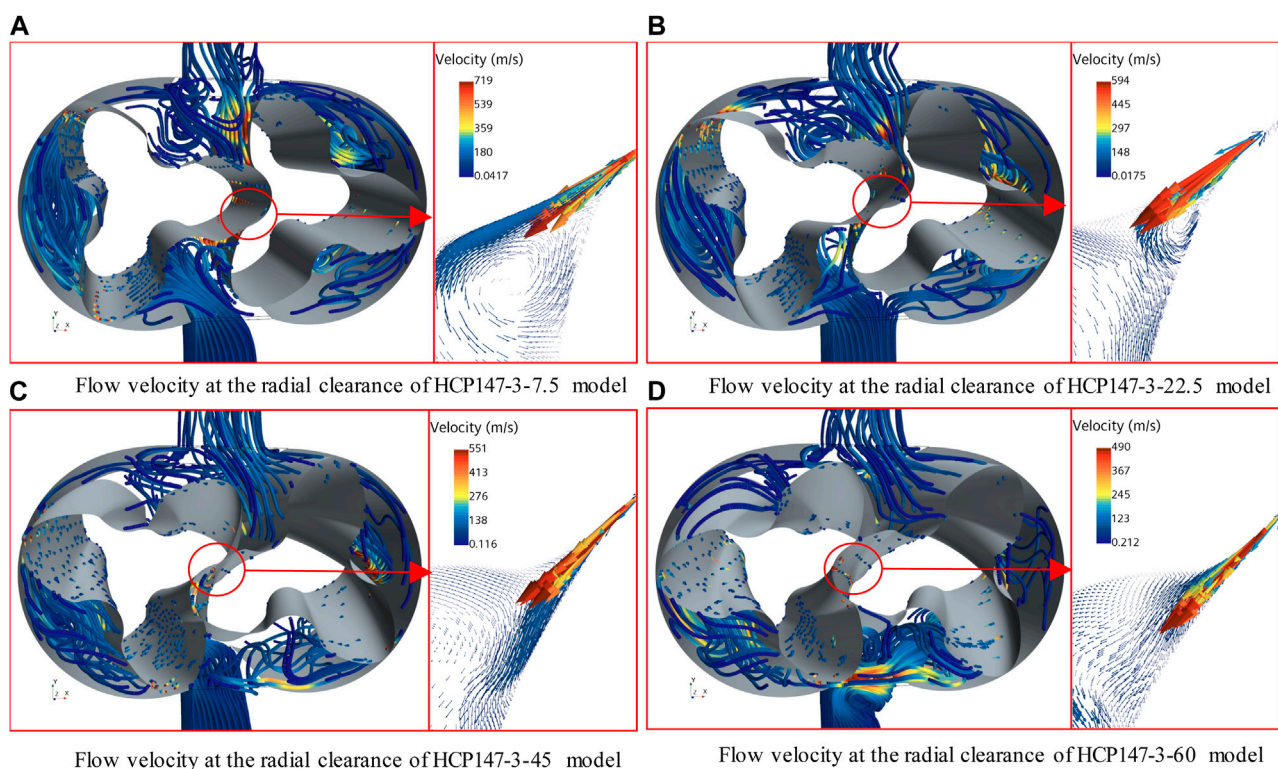 A
Velocity (m/s)
719
539
359
180
0.0417
Y
Z X
Flow velocity at the radial clearance of HCP147-3-7.5 model
B
Velocity (m/s)
594
445
297
148
0.0175
Y
Z X
Flow velocity at the radial clearance of HCP147-3-22.5 model
C
Velocity (m/s)
551
413
276
138
0.116
Y
Z X
Flow velocity at the radial clearance of HCP147-3-45 model
D
Velocity (m/s)
490
367
245
123
0.212
Y
Z X
Flow velocity at the radial clearance of HCP147-3-60 model